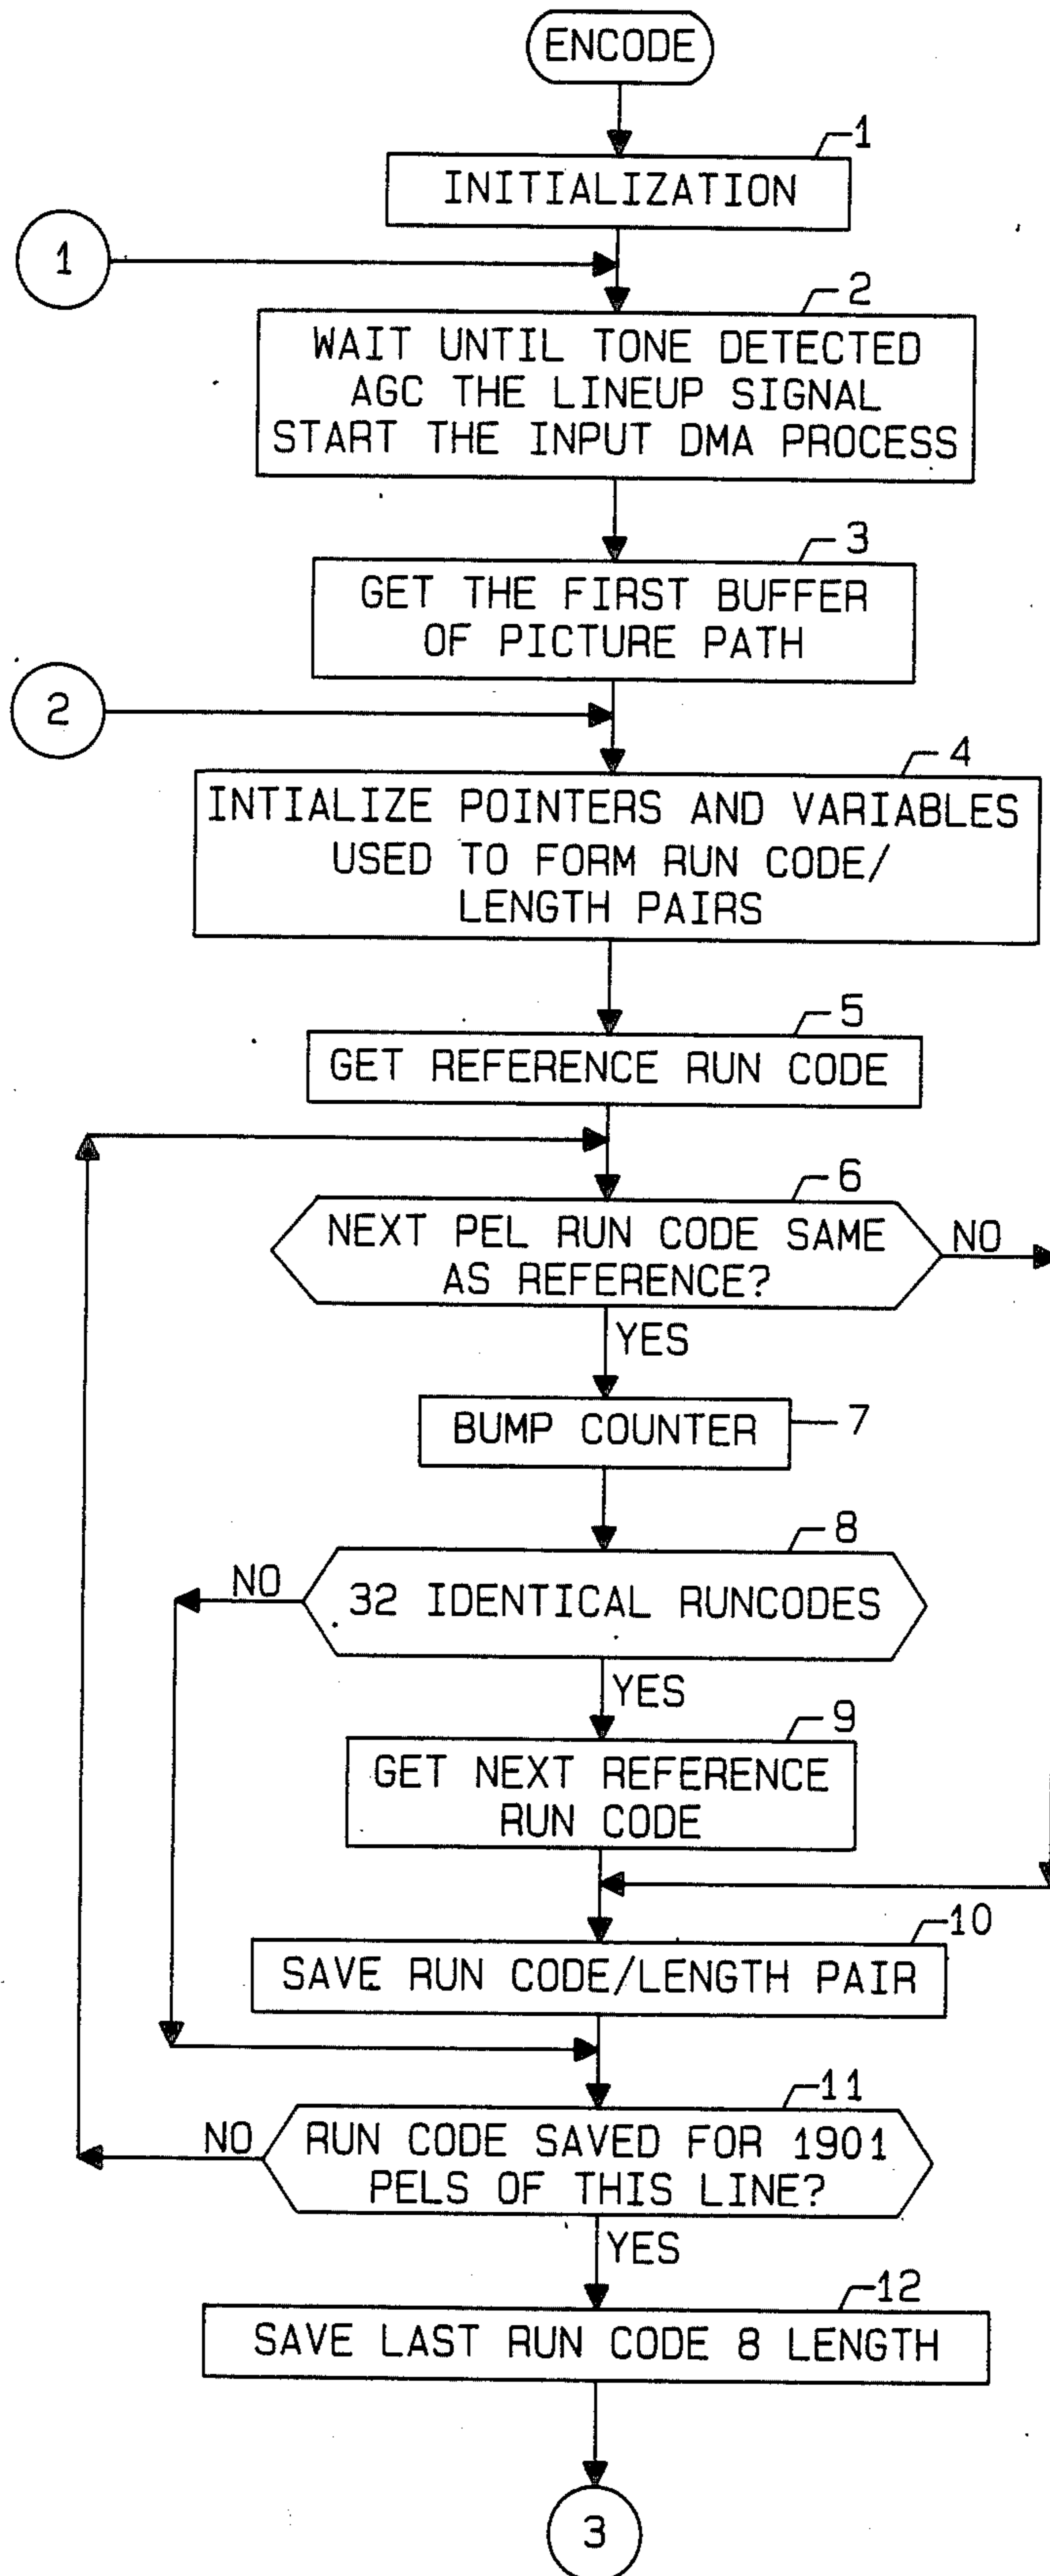 ENCODE
1
INITIALIZATION
1
2
WAIT UNTIL TONE DETECTED
AGC THE LINEUP SIGNAL
START THE INPUT DMA PROCESS
3
GET THE FIRST BUFFER
OF PICTURE PATH
2
4
INTIALIZE POINTERS AND VARIABLES
USED TO FORM RUN CODE/
LENGTH PAIRS
5
GET REFERENCE RUN CODE
6
NEXT PEL RUN CODE SAME
AS REFERENCE?
NO
YES
BUMP COUNTER
7
8
NO
32 IDENTICAL RUNCODES
YES
9
GET NEXT REFERENCE
RUN CODE
10
SAVE RUN CODE/LENGTH PAIR
11
NO
RUN CODE SAVED FOR 1901
PELS OF THIS LINE?
YES
12
SAVE LAST RUN CODE 8 LENGTH
3